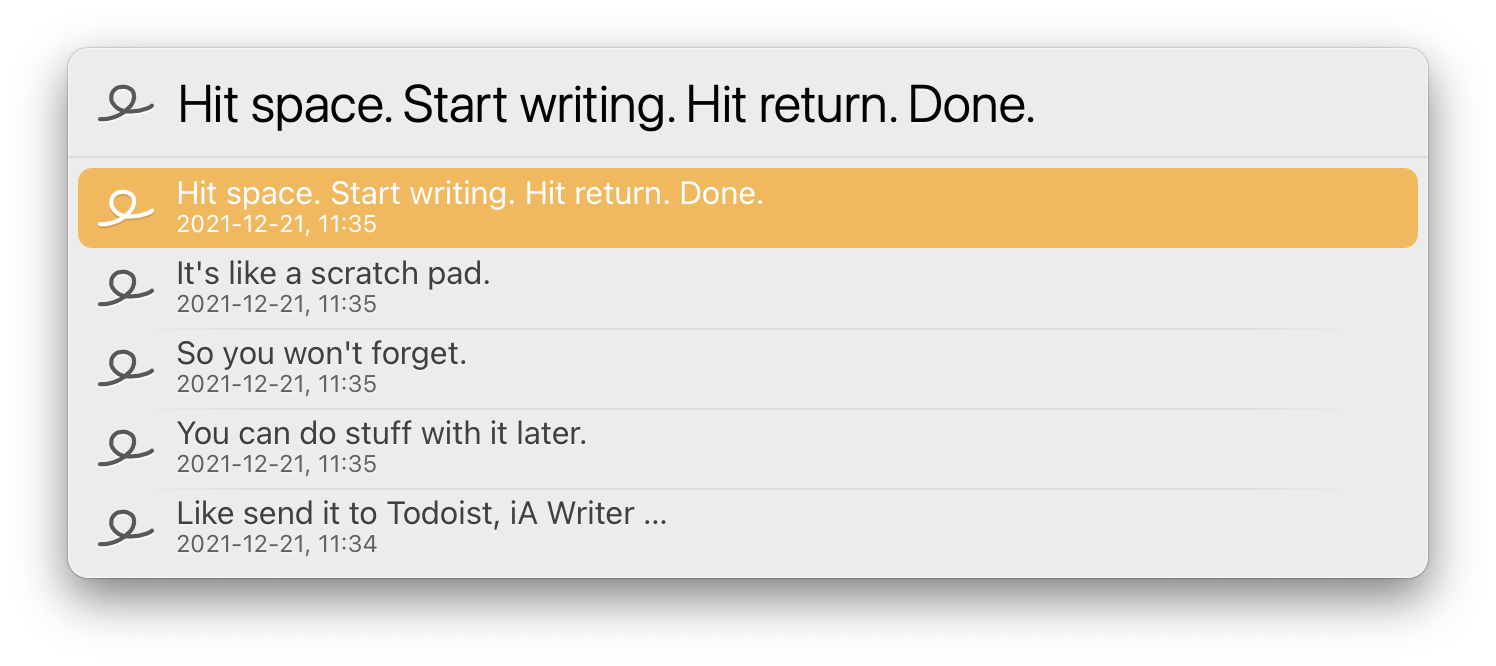 Hit space. Start writing. Hit return. Done.
Hit space. Start writing. Hit return. Done.
2021-12-21, 11:35
It's like a scratch pad.
2021-12-21, 11:35
So you won't forget.
2021-12-21, 11:35
You can do stuff with it later.
2021-12-21, 11:35
Like send it to Todoist, iA Writer ...
2021-12-21, 11:34